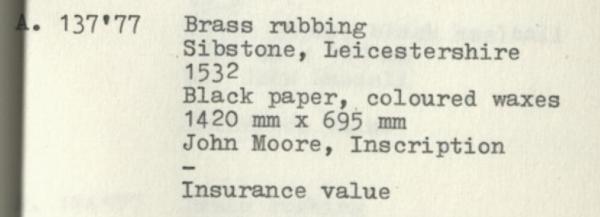 A. 137'77 Brass rubbing
Sibstone, Leicestershire
1532
Black paper, coloured waxes
1420 mm x 695 mm
John Moore, Inscription
–
Insurance value